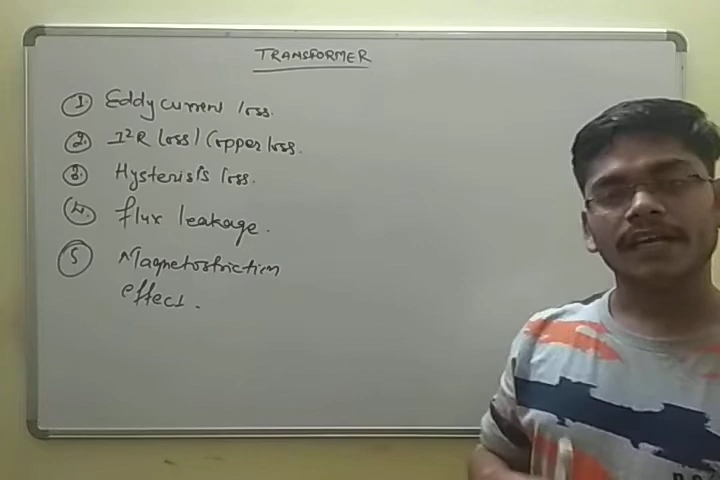 TRANSFORMER
1. Eddy current loss.
2. I²R loss / Copper loss.
3. Hysterisis loss.
4. flux leakage.
5 Magnetostriction
effect.